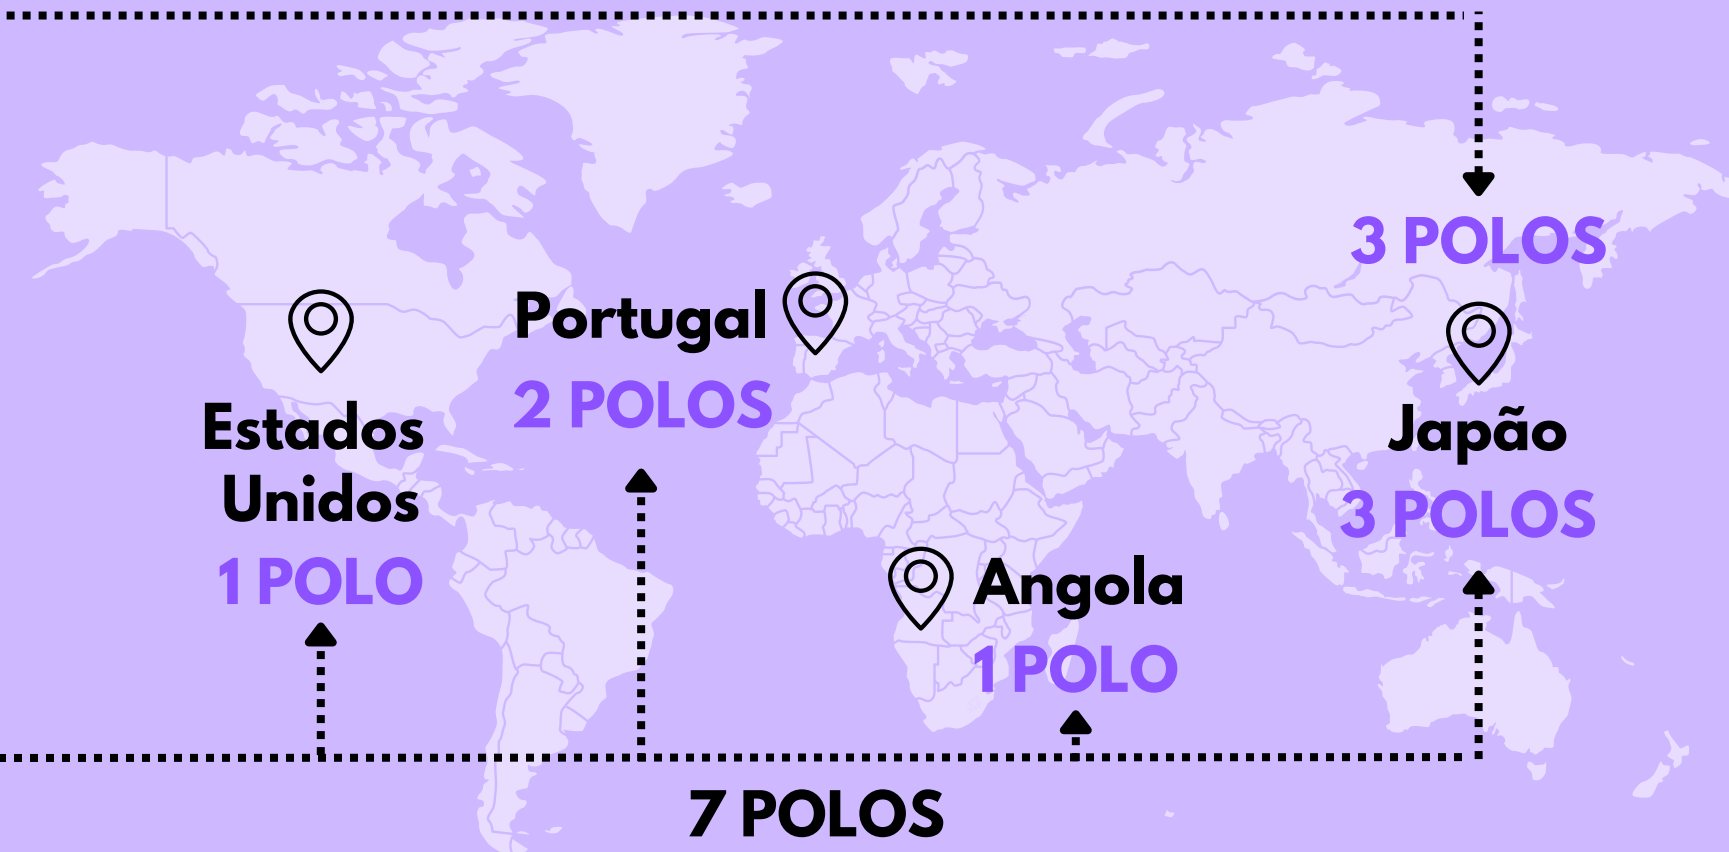 3 POLOS
Portugal
2 POLOS
Estados
Unidos
1 POLO
Japão
3 POLOS
Angola
1 POLO
7 POLOS